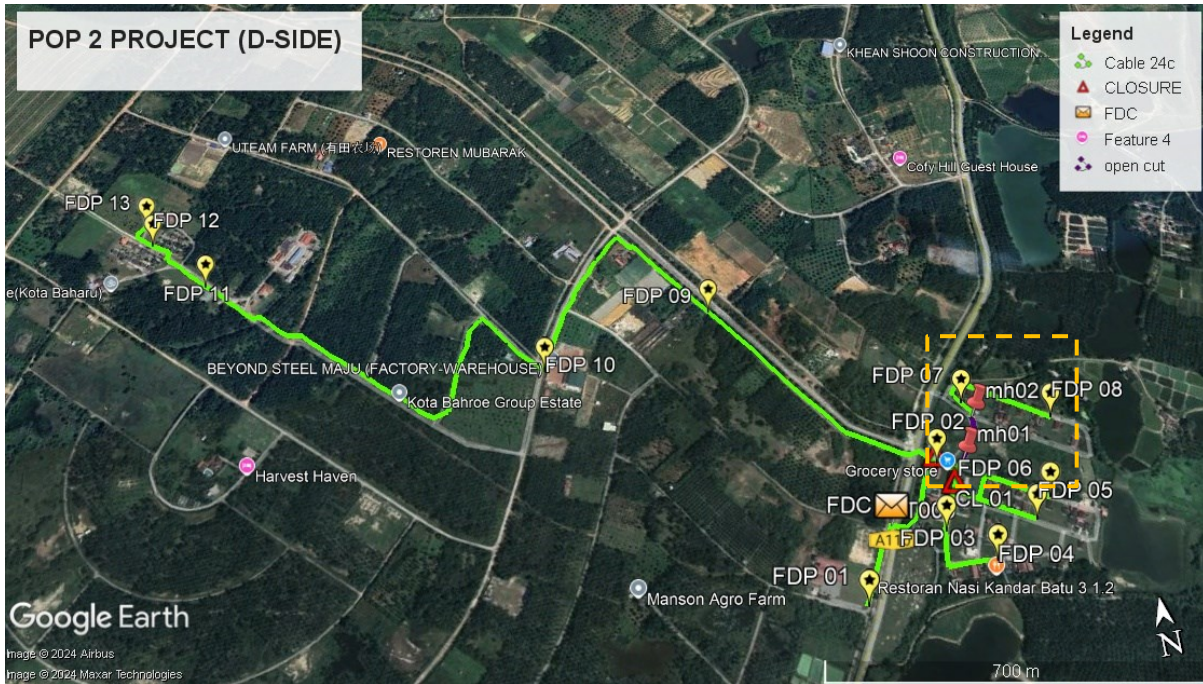 POP 2 PROJECT (D-SIDE)
Legend
Cable 24c
CLOSURE
FDC
Feature 4
open cut
KHEAN SHOON CONSTRUCTION...
UTEAM FARM (有田农场)
RESTOREN MUBARAK
Cofy Hill Guest House
FDP 13
FDP 12
FDP 11
e(Kota Baharu)
FDP 09
BEYOND STEEL MAJU (FACTORY-WAREHOUSE)
FDP 10
Kota Bahroe Group Estate
FDP 07
mh02
FDP 08
FDP 02
mh01
Grocery store
FDP 06
Harvest Haven
CL 01
FDP 05
FDC
FDP 03
FDP 04
FDP 01
Restoran Nasi Kandar Batu 3 1.2
Manson Agro Farm
Google Earth
Image © 2024 Airbus
Image © 2024 Maxar Technologies
700 m
N